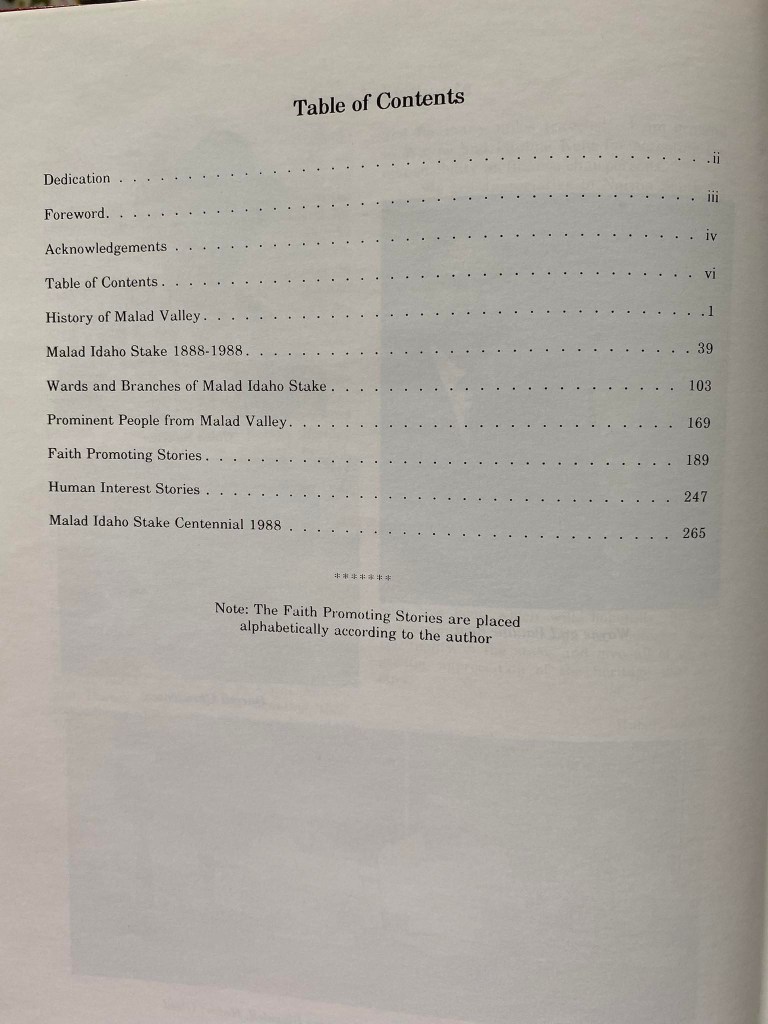 Table of Contents
Dedication . . . . . . . . . . . . . . . . . . . . . . . . . . . . . . . . . . .ii
Foreword. . . . . . . . . . . . . . . . . . . . . . . . . . . . . . . . . . . iii
Acknowledgements . . . . . . . . . . . . . . . . . . . . . . . . . . . . . . . iv
Table of Contents. . . . . . . . . . . . . . . . . . . . . . . . . . . . . . . . vi
History of Malad Valley. . . . . . . . . . . . . . . . . . . . . . . . . . . . . .1
Malad Idaho Stake 1888-1988. . . . . . . . . . . . . . . . . . . . . . . . . . . 39
Wards and Branches of Malad Idaho Stake. . . . . . . . . . . . . . . . . . . . . 103
Prominent People from Malad Valley. . . . . . . . . . . . . . . . . . . . . . . 169
Faith Promoting Stories. . . . . . . . . . . . . . . . . . . . . . . . . . . . 189
Human Interest Stories . . . . . . . . . . . . . . . . . . . . . . . . . . . . 247
Malad Idaho Stake Centennial 1988 . . . . . . . . . . . . . . . . . . . . . . . 265
*******
Note: The Faith Promoting Stories are placed
alphabetically according to the author